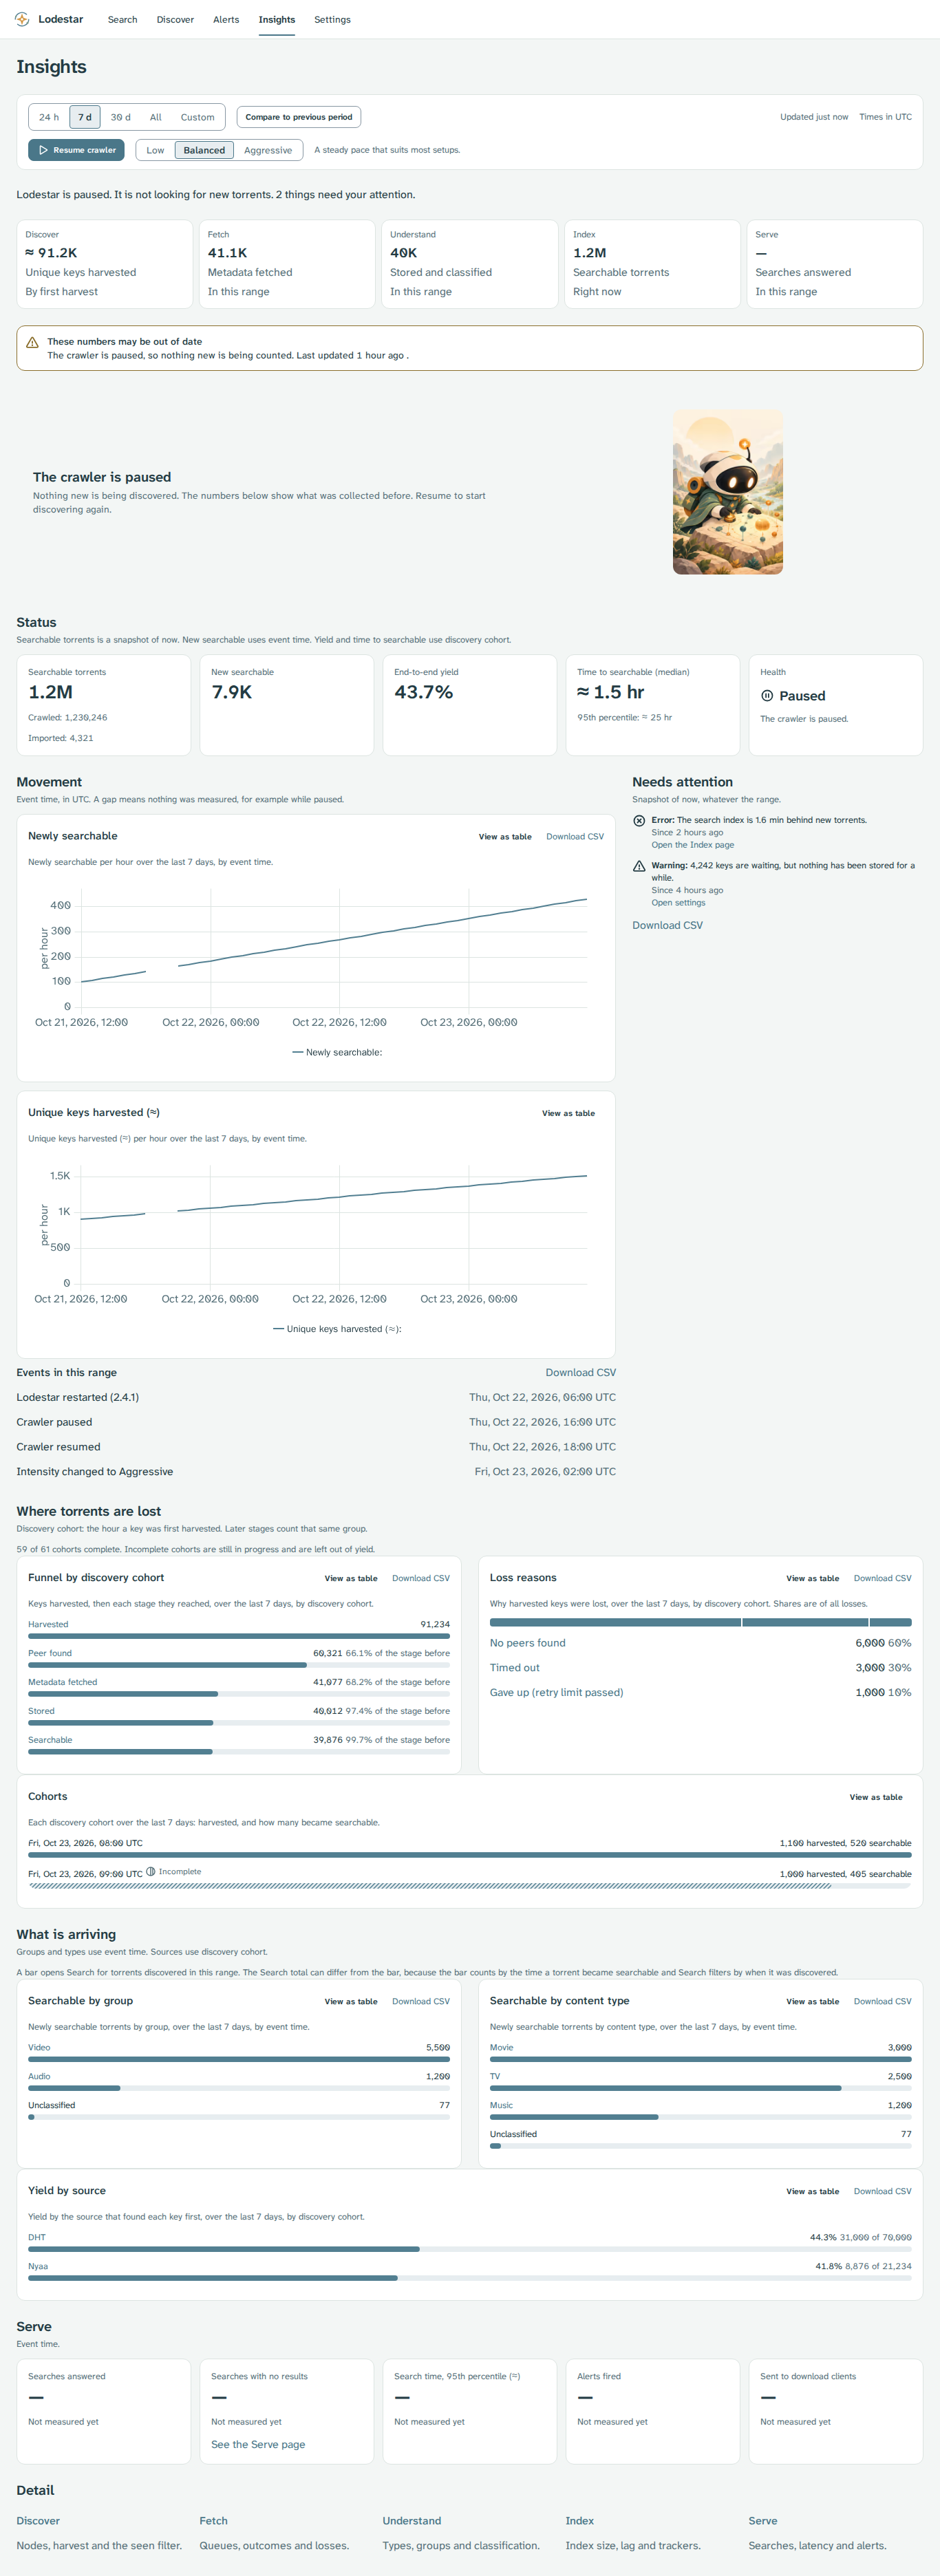 Lodestar
Search
Discover
Alerts
Insights
Settings
Insights
24 h
7 d
30 d
All
Custom
Compare to previous period
Updated just now
Times in UTC
Resume crawler
Low
Balanced
Aggressive
A steady pace that suits most setups.
Lodestar is paused. It is not looking for new torrents. 2 things need your attention.
Discover
≈ 91.2K
Unique keys harvested
By first harvest
Fetch
41.1K
Metadata fetched
In this range
Understand
40K
Stored and classified
In this range
Index
1.2M
Searchable torrents
Right now
Serve
—
Searches answered
In this range
These numbers may be out of date
The crawler is paused, so nothing new is being counted. Last updated 1 hour ago .
The crawler is paused
Nothing new is being discovered. The numbers below show what was collected before. Resume to start
discovering again.
Status
Searchable torrents is a snapshot of now. New searchable uses event time. Yield and time to searchable use discovery cohort.
Searchable torrents
1.2M
Crawled: 1,230,246
Imported: 4,321
New searchable
7.9K
End-to-end yield
43.7%
Time to searchable (median)
≈ 1.5 hr
95th percentile: ≈ 25 hr
Health
Paused
The crawler is paused.
Movement
Event time, in UTC. A gap means nothing was measured, for example while paused.
Newly searchable
View as table
Download CSV
Newly searchable per hour over the last 7 days, by event time.
per hour
400
300
200
100
0
Oct 21, 2026, 12:00
Oct 22, 2026, 00:00
Oct 22, 2026, 12:00
Oct 23, 2026, 00:00
Newly searchable:
Needs attention
Snapshot of now, whatever the range.
Error: The search index is 1.6 min behind new torrents.
Since 2 hours ago
Open the Index page
Warning: 4,242 keys are waiting, but nothing has been stored for a
while.
Since 4 hours ago
Open settings
Download CSV
Unique keys harvested (≈)
View as table
Unique keys harvested (≈) per hour over the last 7 days, by event time.
per hour
1.5K
1K
500
0
Oct 21, 2026, 12:00
Oct 22, 2026, 00:00
Oct 22, 2026, 12:00
Oct 23, 2026, 00:00
Unique keys harvested (≈):
Events in this range
Download CSV
Lodestar restarted (2.4.1)
Thu, Oct 22, 2026, 06:00 UTC
Crawler paused
Thu, Oct 22, 2026, 16:00 UTC
Crawler resumed
Thu, Oct 22, 2026, 18:00 UTC
Intensity changed to Aggressive
Fri, Oct 23, 2026, 02:00 UTC
Where torrents are lost
Discovery cohort: the hour a key was first harvested. Later stages count that same group.
59 of 61 cohorts complete. Incomplete cohorts are still in progress and are left out of yield.
Funnel by discovery cohort
View as table
Download CSV
Keys harvested, then each stage they reached, over the last 7 days, by discovery cohort.
Harvested
91,234
Peer found
60,321 66.1% of the stage before
Metadata fetched
41,077 68.2% of the stage before
Stored
40,012 97.4% of the stage before
Searchable
39,876 99.7% of the stage before
Loss reasons
View as table
Download CSV
Why harvested keys were lost, over the last 7 days, by discovery cohort. Shares are of all losses.
No peers found
6,000 60%
Timed out
3,000 30%
Gave up (retry limit passed)
1,000 10%
Cohorts
View as table
Each discovery cohort over the last 7 days: harvested, and how many became searchable.
Fri, Oct 23, 2026, 08:00 UTC
1,100 harvested, 520 searchable
Fri, Oct 23, 2026, 09:00 UTC
Incomplete
1,000 harvested, 405 searchable
What is arriving
Groups and types use event time. Sources use discovery cohort.
A bar opens Search for torrents discovered in this range. The Search total can differ from the bar, because the bar counts by the time a torrent became searchable and Search filters by when it was discovered.
Searchable by group
View as table
Download CSV
Newly searchable torrents by group, over the last 7 days, by event time.
Video
5,500
Audio
1,200
Unclassified
77
Searchable by content type
View as table
Download CSV
Newly searchable torrents by content type, over the last 7 days, by event time.
Movie
3,000
TV
2,500
Music
1,200
Unclassified
77
Yield by source
View as table
Download CSV
Yield by the source that found each key first, over the last 7 days, by discovery cohort.
DHT
44.3% 31,000 of 70,000
Nyaa
41.8% 8,876 of 21,234
Serve
Event time.
Searches answered
—
Not measured yet
Searches with no results
—
Not measured yet
See the Serve page
Search time, 95th percentile (≈)
—
Not measured yet
Alerts fired
—
Not measured yet
Sent to download clients
—
Not measured yet
Detail
Discover
Nodes, harvest and the seen filter.
Fetch
Queues, outcomes and losses.
Understand
Types, groups and classification.
Index
Index size, lag and trackers.
Serve
Searches, latency and alerts.